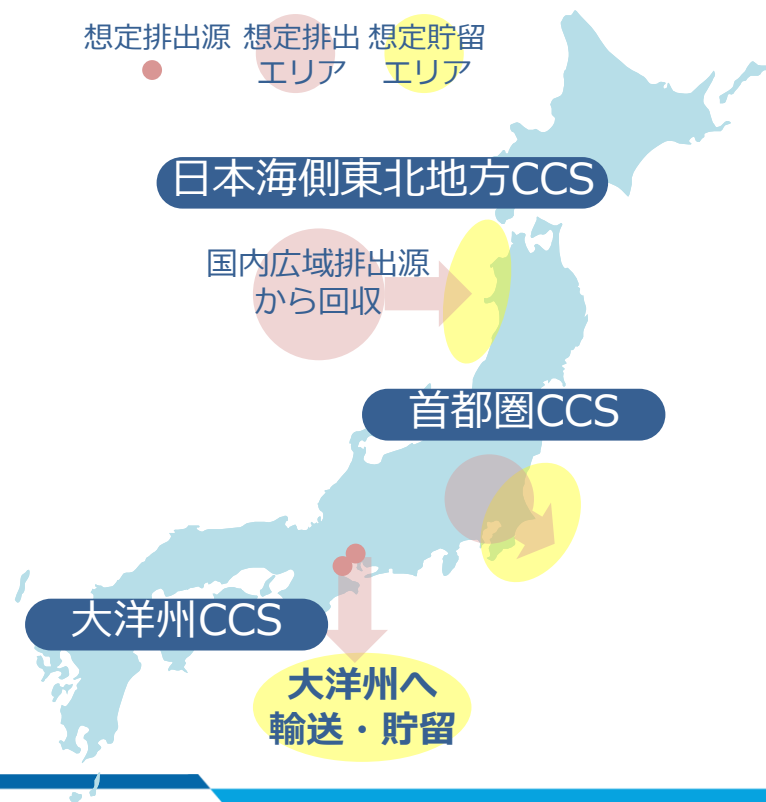 想定排出源
想定排出
エリア
想定貯留
エリア
日本海側東北地方CCS
国内広域排出源
から回収
首都圏CCS
大洋州CCS
大洋州へ
輸送・貯留